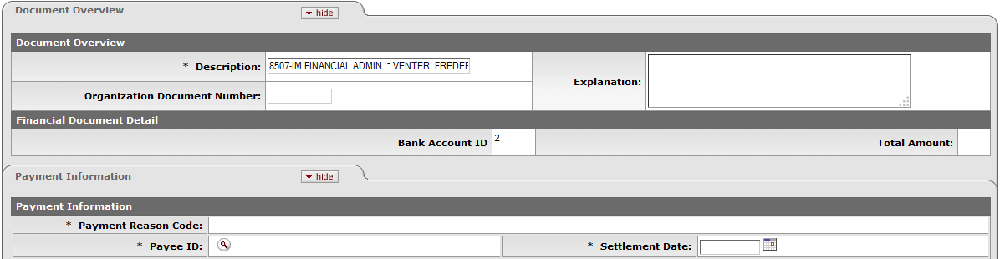 Document Overview
hide
Document Overview
* Description: 8507-IM FINANCIAL ADMIN ~ VENTER, FREDEF
Explanation:
Organization Document Number:
Financial Document Detail
Bank Account ID 2 Total Amount:
Payment Information
hide
Payment Information
* Payment Reason Code:
* Payee ID: * Settlement Date: